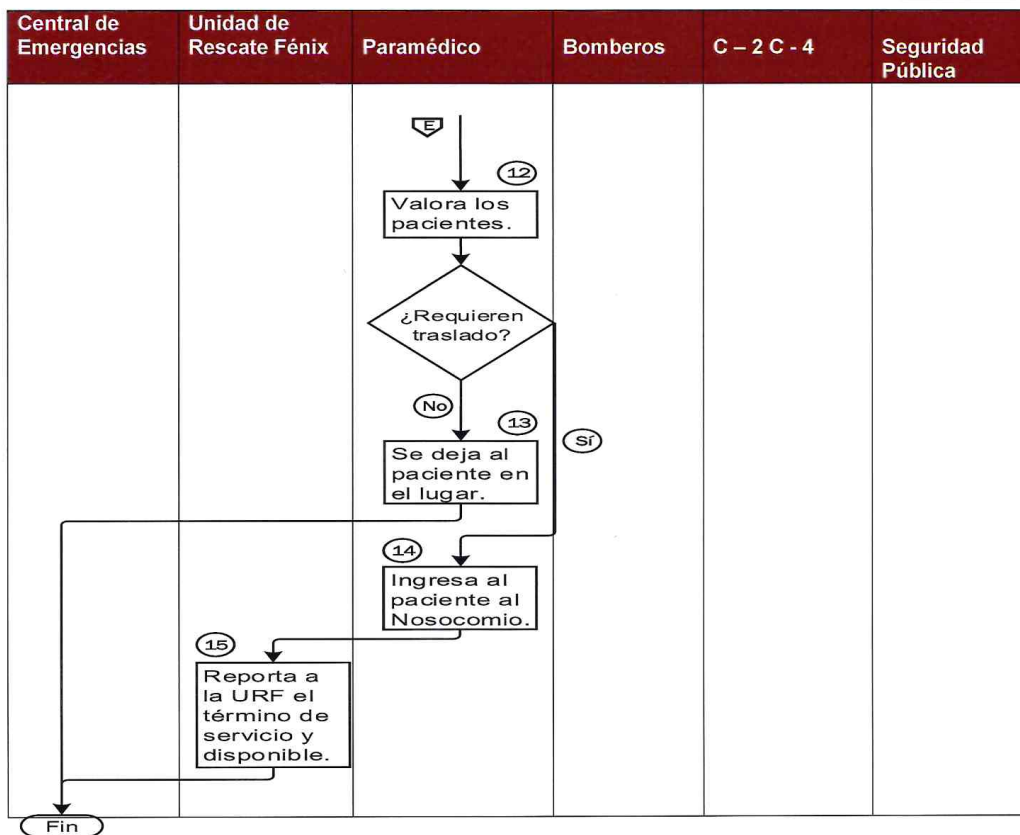 Central de
Emergencias
Unidad de
Rescate Fénix
Paramédico
Bomberos
C – 2 C - 4
Seguridad
Pública
E
12
Valora los
pacientes.
¿Requieren
traslado?
No
13
Sí
Se deja al
paciente en
el lugar.
14
Ingresa al
paciente al
Nosocomio.
15
Reporta a
la URF el
término de
servicio y
disponible.
Fin